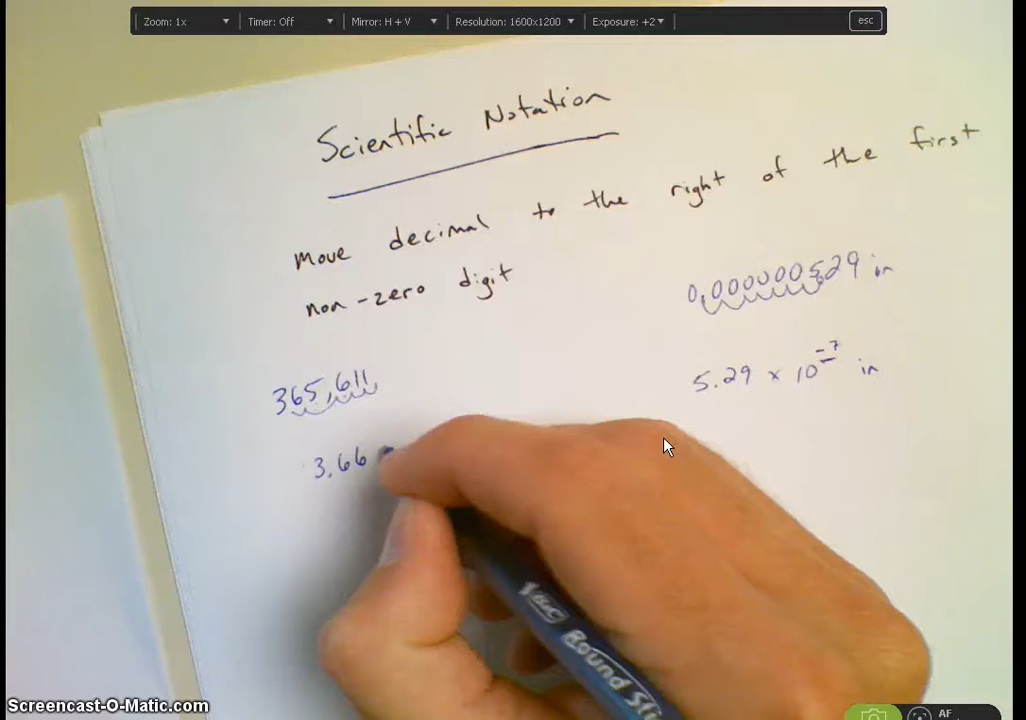 Zoom: 1x Timer: Off Mirror: H + V Resolution: 1600x1200 Exposure: +2 esc
Scientific Notation
Move decimal to the right of the first
non-zero digit
0.000000529 in
365,611
5.29 x 10^-7 in
3.66
BIC Bound
Screencast-O-Matic.com
AF